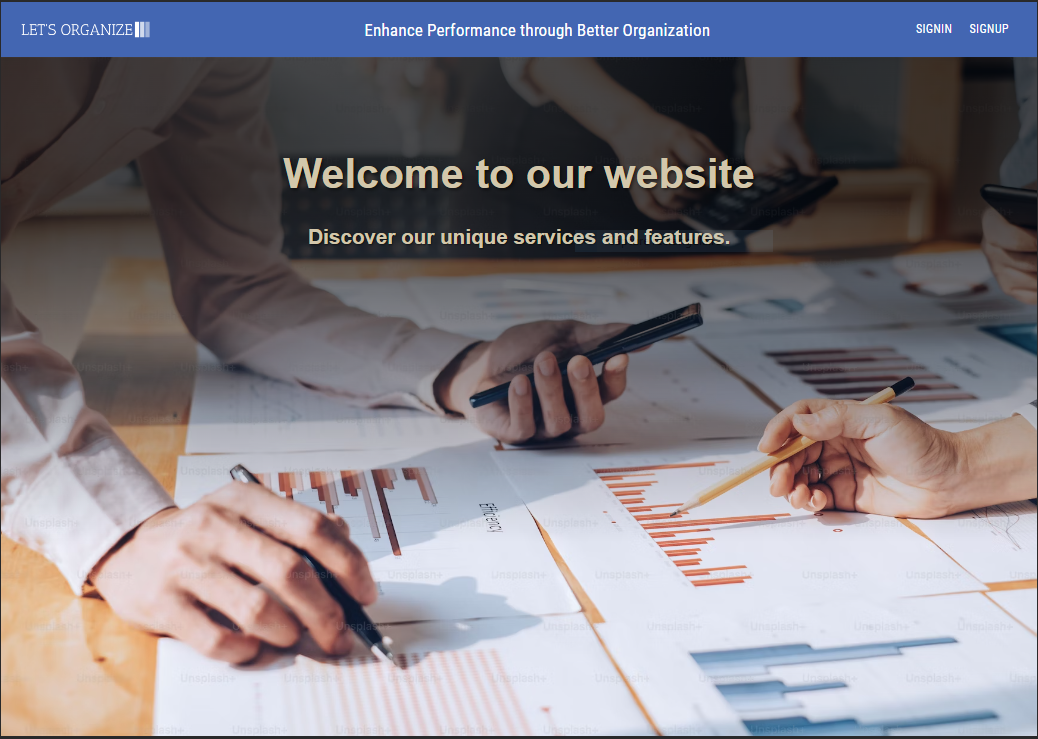 LET'S ORGANIZE
Enhance Performance through Better Organization
SIGNIN
SIGNUP
Welcome to our website
Discover our unique services and features.
Efficiency
Unsplash+